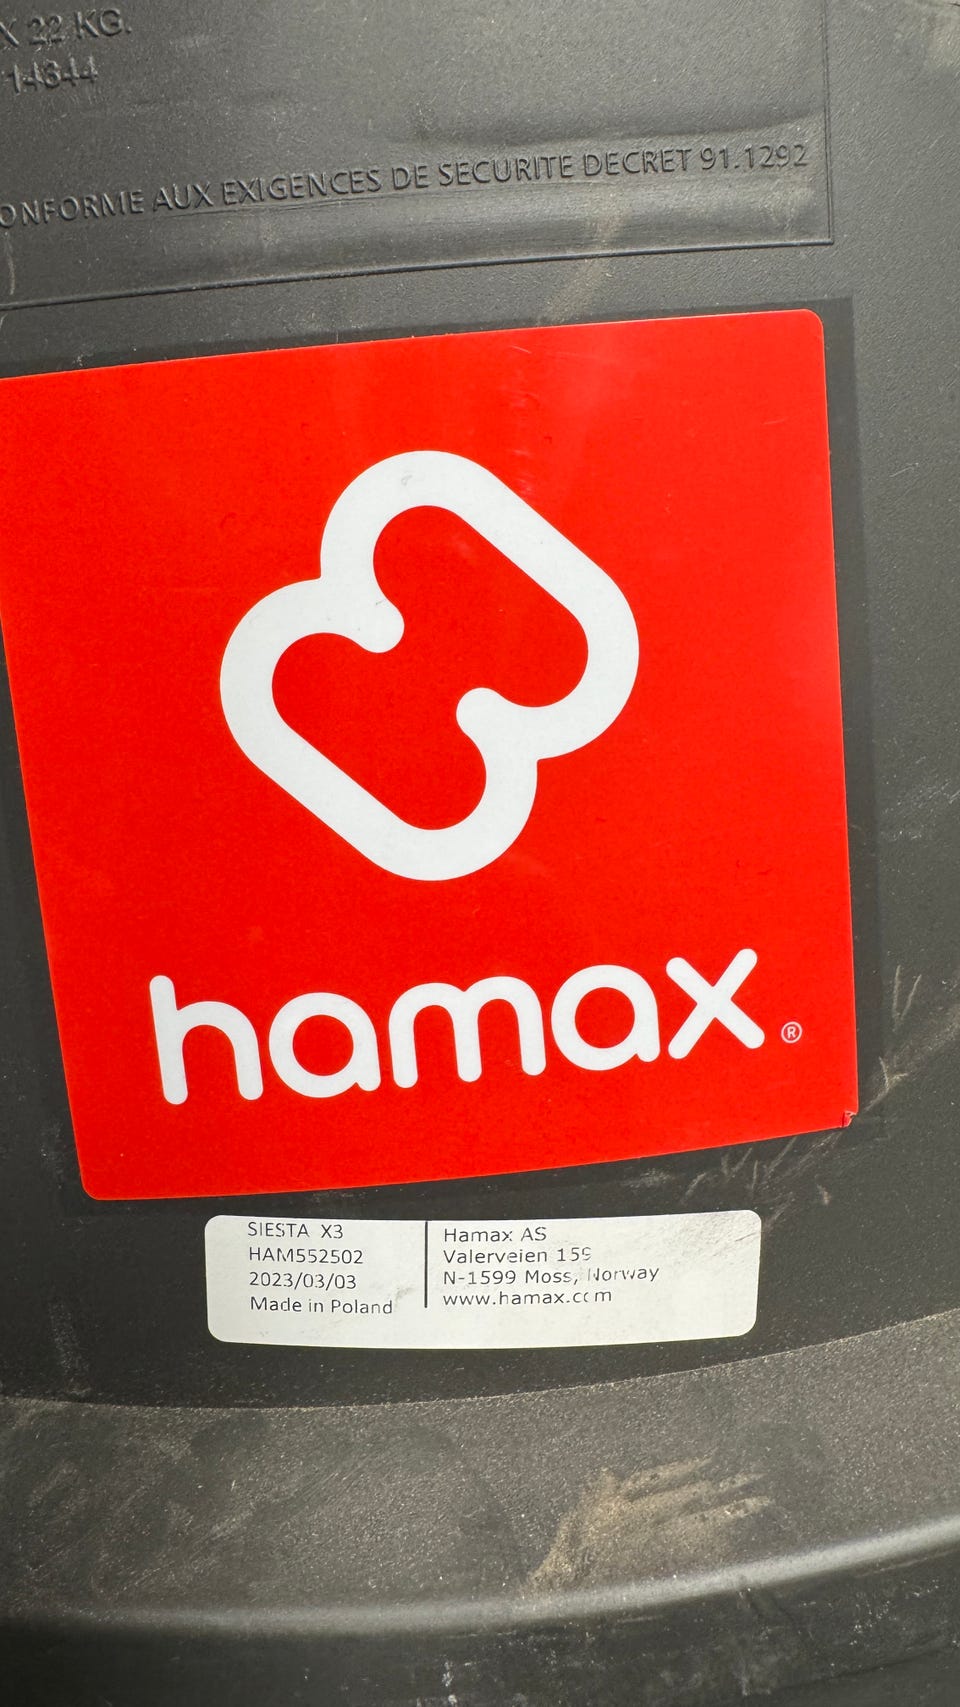 X 22 KG.
14344
ONFORME AUX EXIGENCES DE SECURITE DECRET 91.1292
hamax ®
SIESTA X3
HAM552502
2023/03/03
Made in Poland
Hamax AS
Valerveien 159
N-1599 Moss, Norway
www.hamax.com